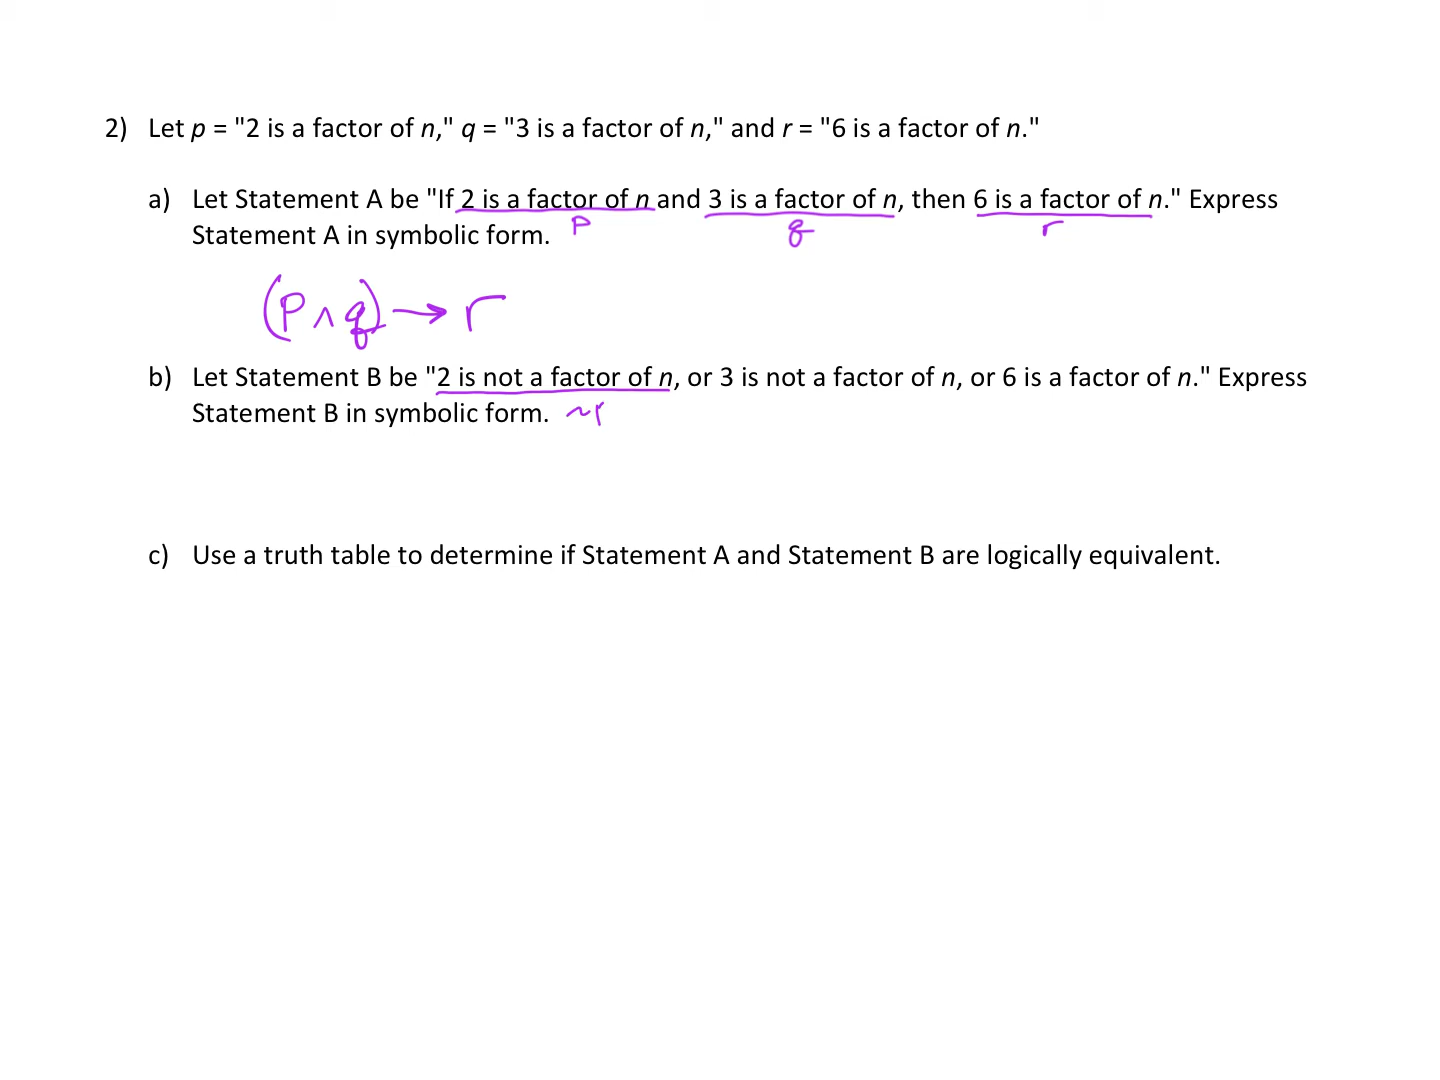 2) Let p = "2 is a factor of n," q = "3 is a factor of n," and r = "6 is a factor of n."
a) Let Statement A be "If 2 is a factor of n and 3 is a factor of n, then 6 is a factor of n." Express
Statement A in symbolic form.
p q r
(p ∧ q) → r
b) Let Statement B be "2 is not a factor of n, or 3 is not a factor of n, or 6 is a factor of n." Express
Statement B in symbolic form. ~
c) Use a truth table to determine if Statement A and Statement B are logically equivalent.